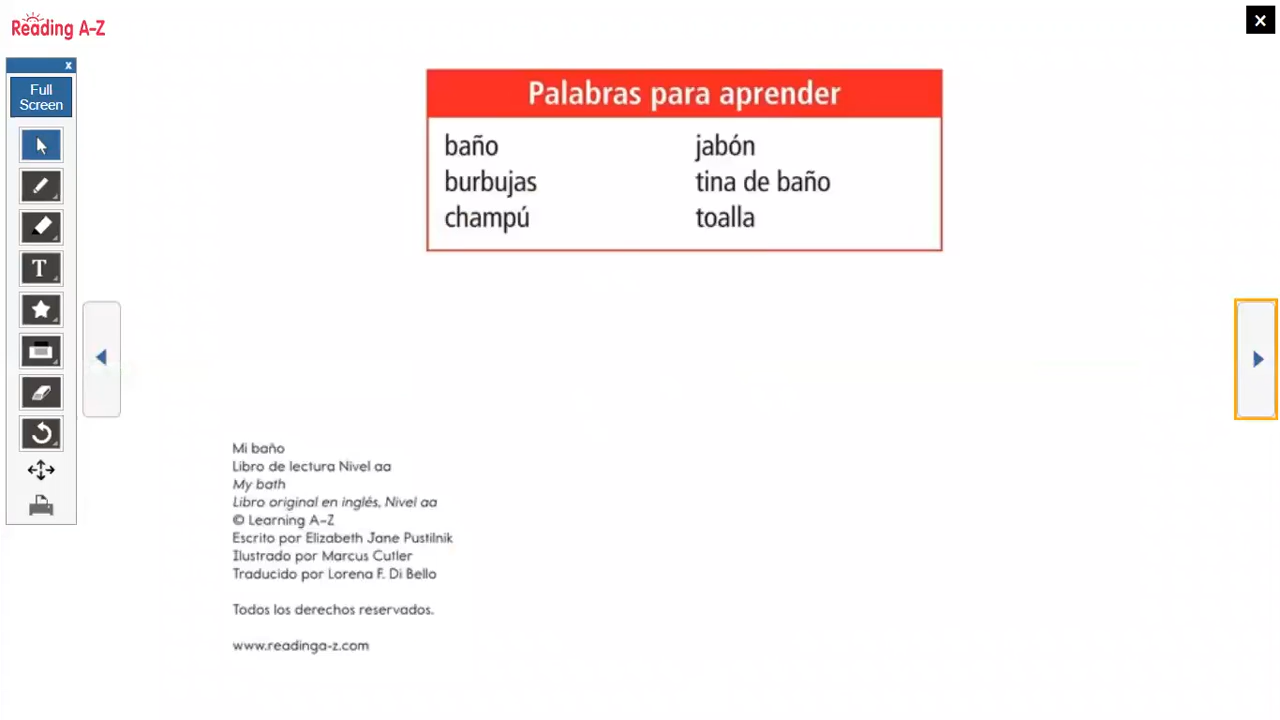 Reading A-Z
x
x
Full
Screen
T
Palabras para aprender
baño jabón
burbujas tina de baño
champú toalla
Mi baño
Libro de lectura Nivel aa
My bath
Libro original en inglés, Nivel aa
© Learning A–Z
Escrito por Elizabeth Jane Pustilnik
Ilustrado por Marcus Cutler
Traducido por Lorena F. Di Bello
Todos los derechos reservados.
www.readinga-z.com